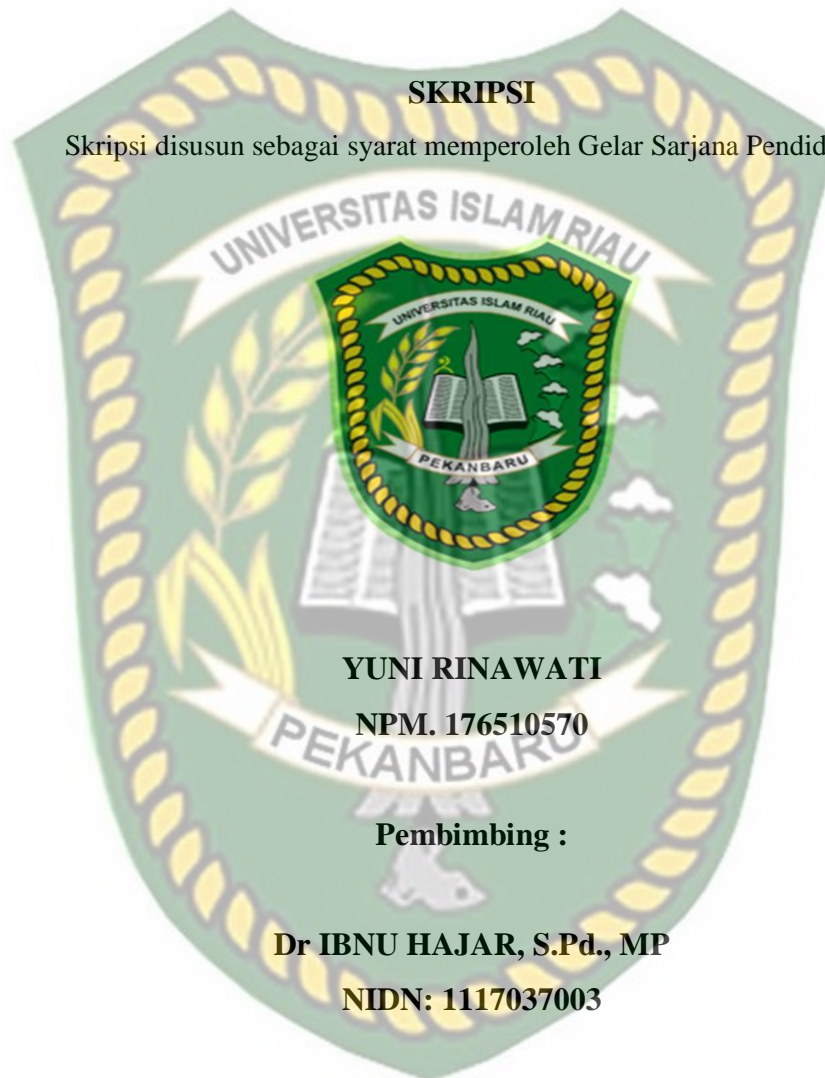 SKRIPSI
Skripsi disusun sebagai syarat memperoleh Gelar Sarjana Pendid
UNIVERSITAS ISLAM RIAU
UNIVERSITAS ISLAM RIAU
PEKANBARU
YUNI RINAWATI
NPM. 176510570
PEKANBARU
Pembimbing :
Dr IBNU HAJAR, S.Pd., MP
NIDN: 1117037003